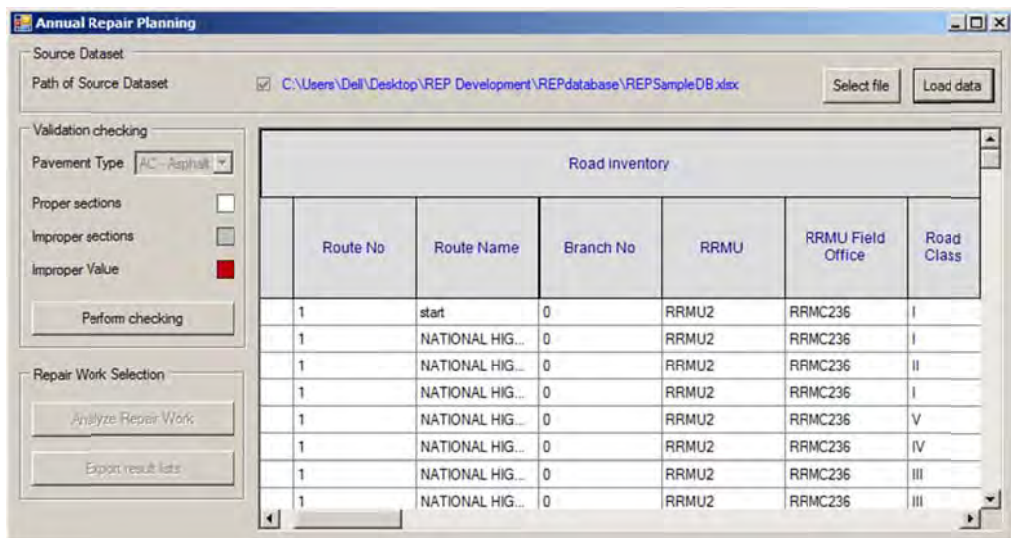 Annual Repair Planning
Source Dataset
Path of Source Dataset C:\Users\Dell\Desktop\REP Development\REPdatabase\REPSampleDB.xlsx Select file Load data
Validation checking
Pavement Type AC - Asphalt
Proper sections
Improper sections
Improper Value
Perform checking
Repair Work Selection
Analyze Repair Work
Export result lists
Road Inventory
Route No Route Name Branch No RRMU RRMU Field Office Road Class
1 start 0 RRMU2 RRMC236 I
1 NATIONAL HIG... 0 RRMU2 RRMC236 I
1 NATIONAL HIG... 0 RRMU2 RRMC236 II
1 NATIONAL HIG... 0 RRMU2 RRMC236 I
1 NATIONAL HIG... 0 RRMU2 RRMC236 V
1 NATIONAL HIG... 0 RRMU2 RRMC236 IV
1 NATIONAL HIG... 0 RRMU2 RRMC236 III
1 NATIONAL HIG... 0 RRMU2 RRMC236 III